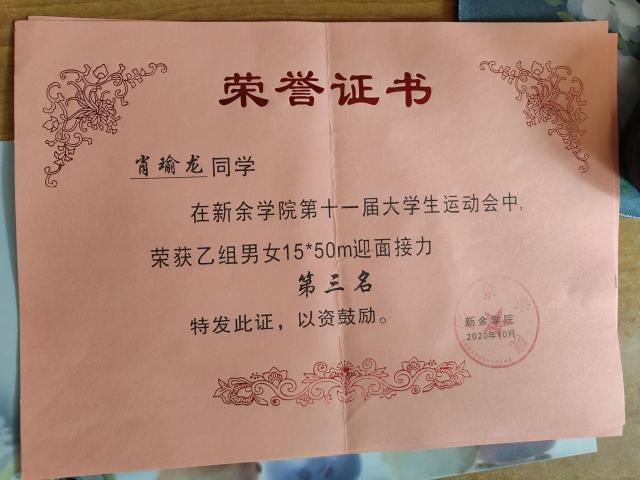 荣誉证书
肖瑜龙同学
在新余学院第十一届大学生运动会中,
荣获乙组男女15*50m迎面接力
第三名
特发此证，以资鼓励。
新余学院
2020年10月